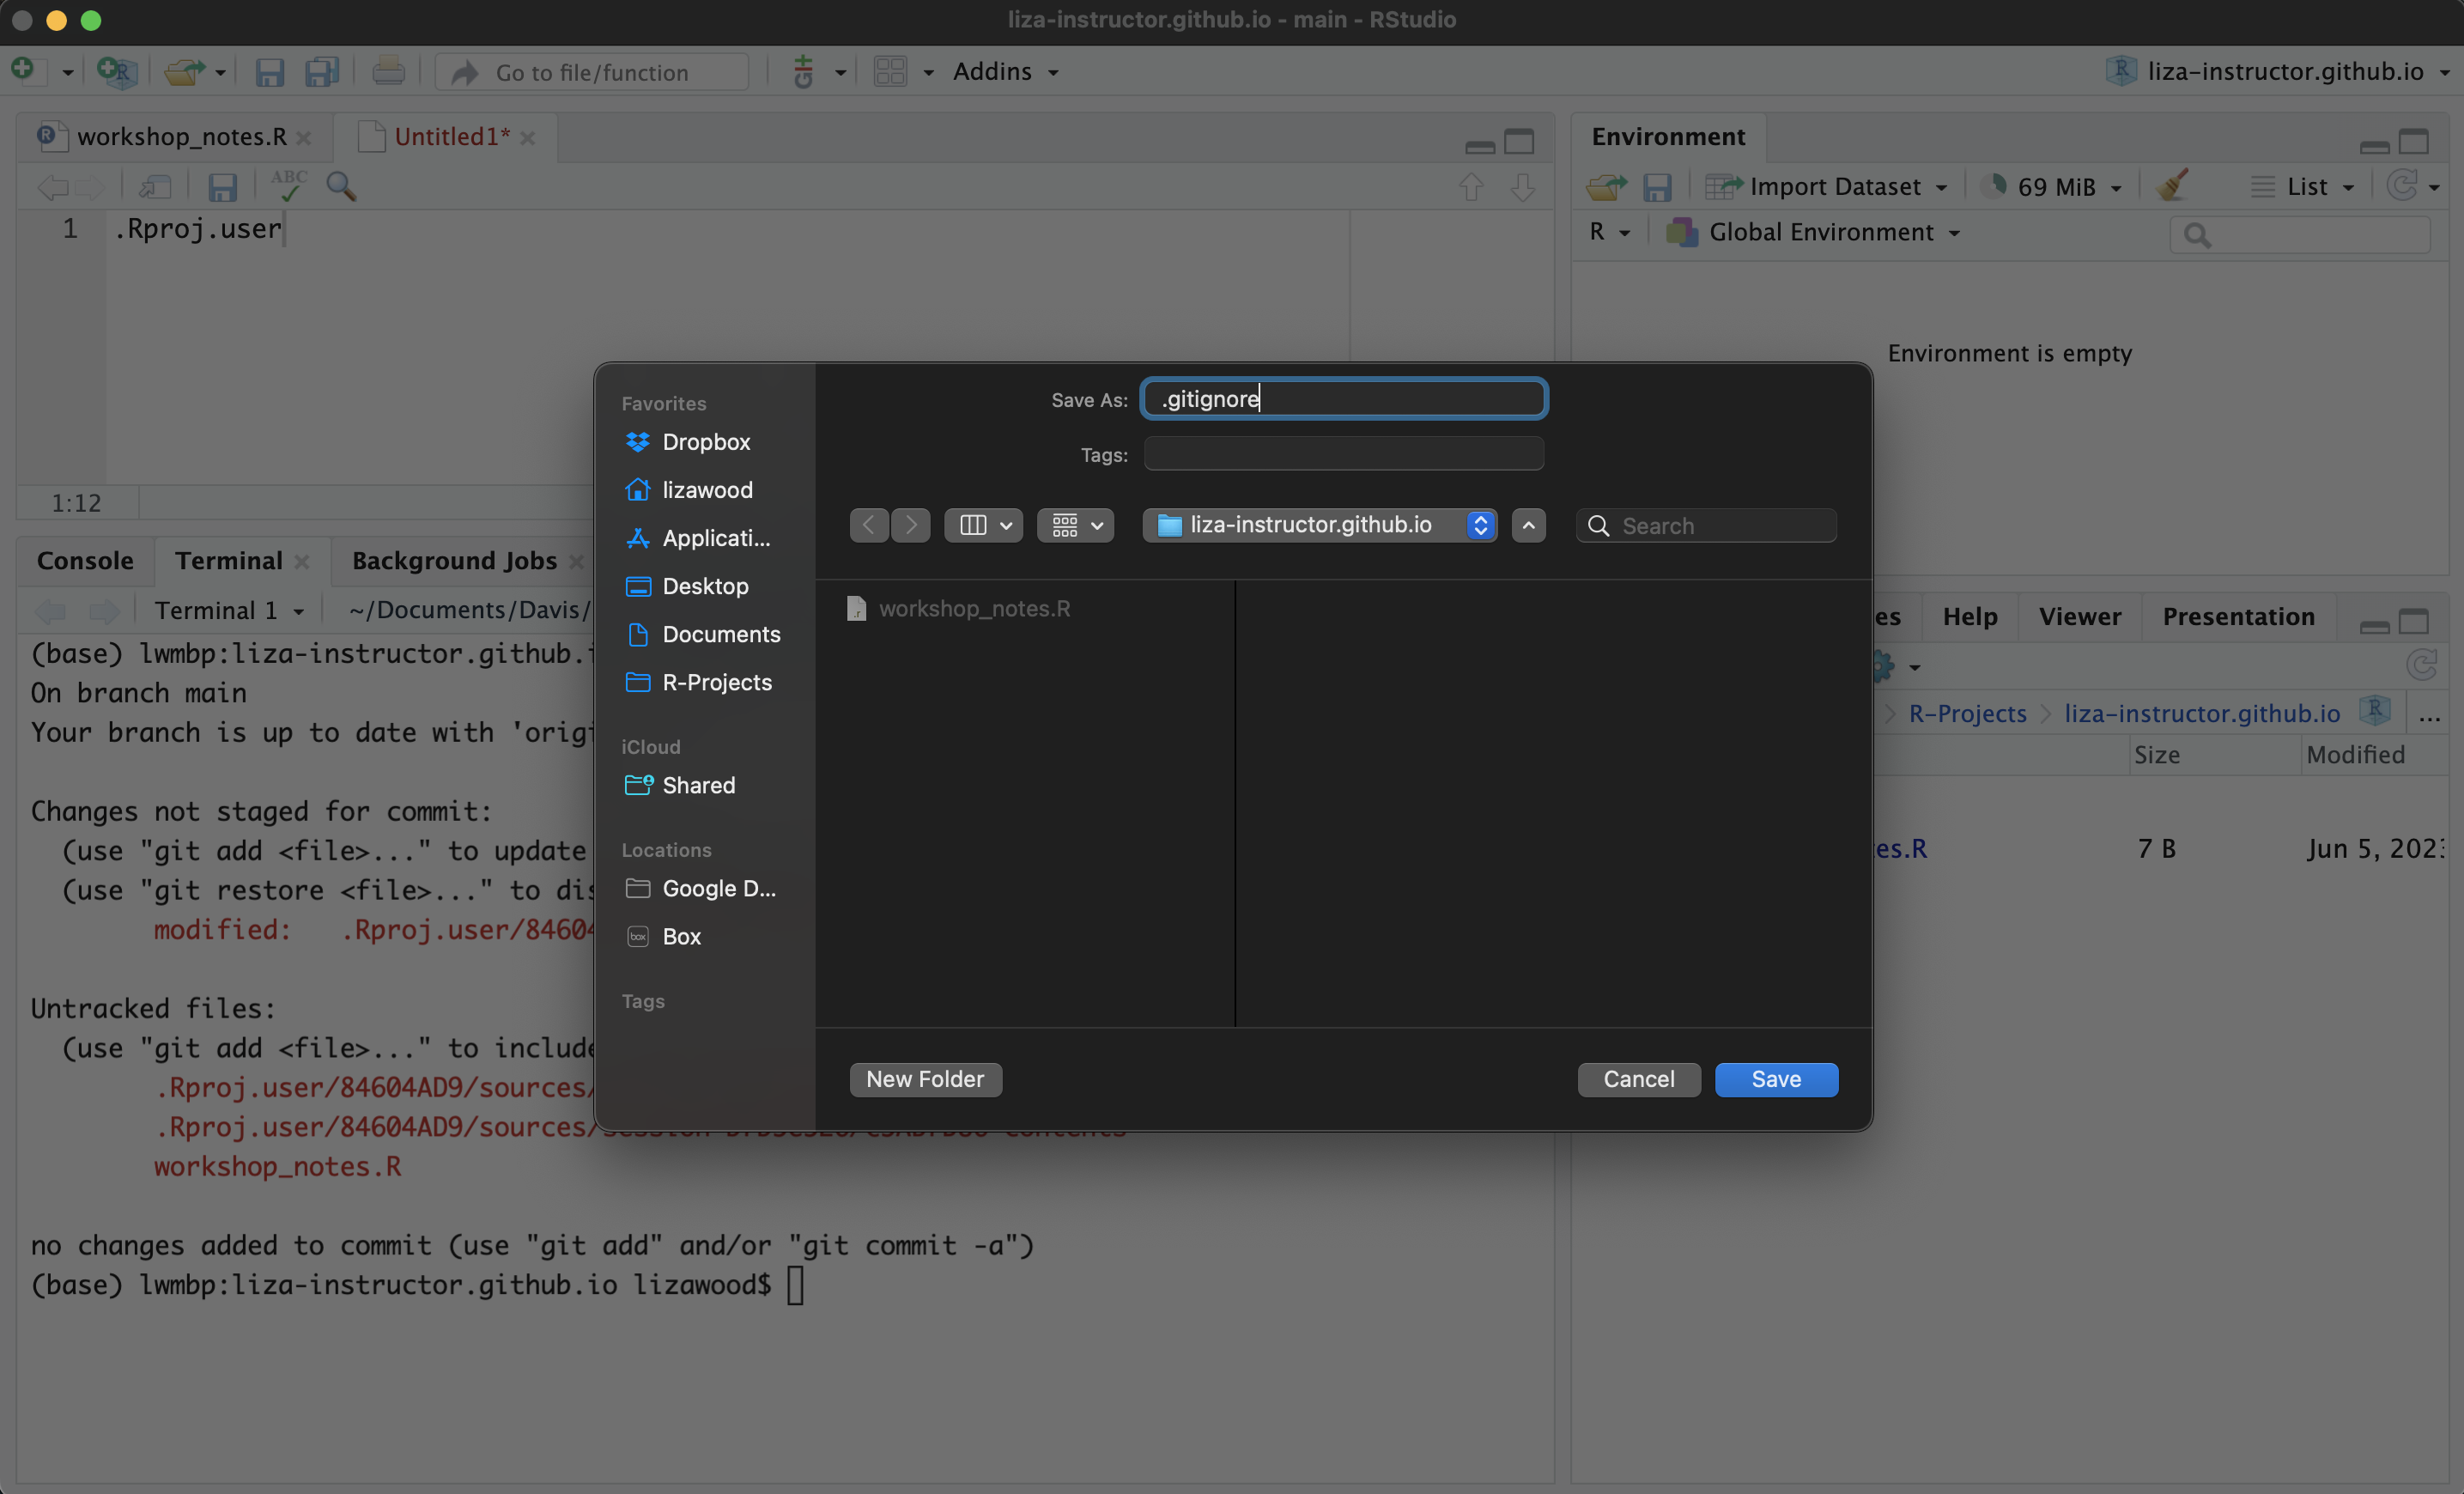 liza-instructor.github.io - main - RStudio
Go to file/function
Git
Addins
liza-instructor.github.io
workshop_notes.R
Untitled1*
ABC
1 .Rproj.user
1:12
Environment
Import Dataset
69 MiB
List
R
Global Environment
Environment is empty
Console
Terminal
Background Jobs
Terminal 1
~/Documents/Davis/
(base) lwmbp:liza-instructor.github.
On branch main
Your branch is up to date with 'orig
Changes not staged for commit:
(use "git add <file>..." to update
(use "git restore <file>..." to dis
modified: .Rproj.user/84604
Untracked files:
(use "git add <file>..." to include
.Rproj.user/84604AD9/sources/
.Rproj.user/84604AD9/sources/
workshop_notes.R
no changes added to commit (use "git add" and/or "git commit -a")
(base) lwmbp:liza-instructor.github.io lizawood$
Favorites
Dropbox
lizawood
Applicati...
Desktop
Documents
R-Projects
iCloud
Shared
Locations
Google D...
box
Box
Tags
Save As: .gitignore
Tags:
liza-instructor.github.io
Search
workshop_notes.R
New Folder
Cancel
Save
es
Help
Viewer
Presentation
R-Projects
liza-instructor.github.io
R
...
Size
Modified
es.R
7 B
Jun 5, 202